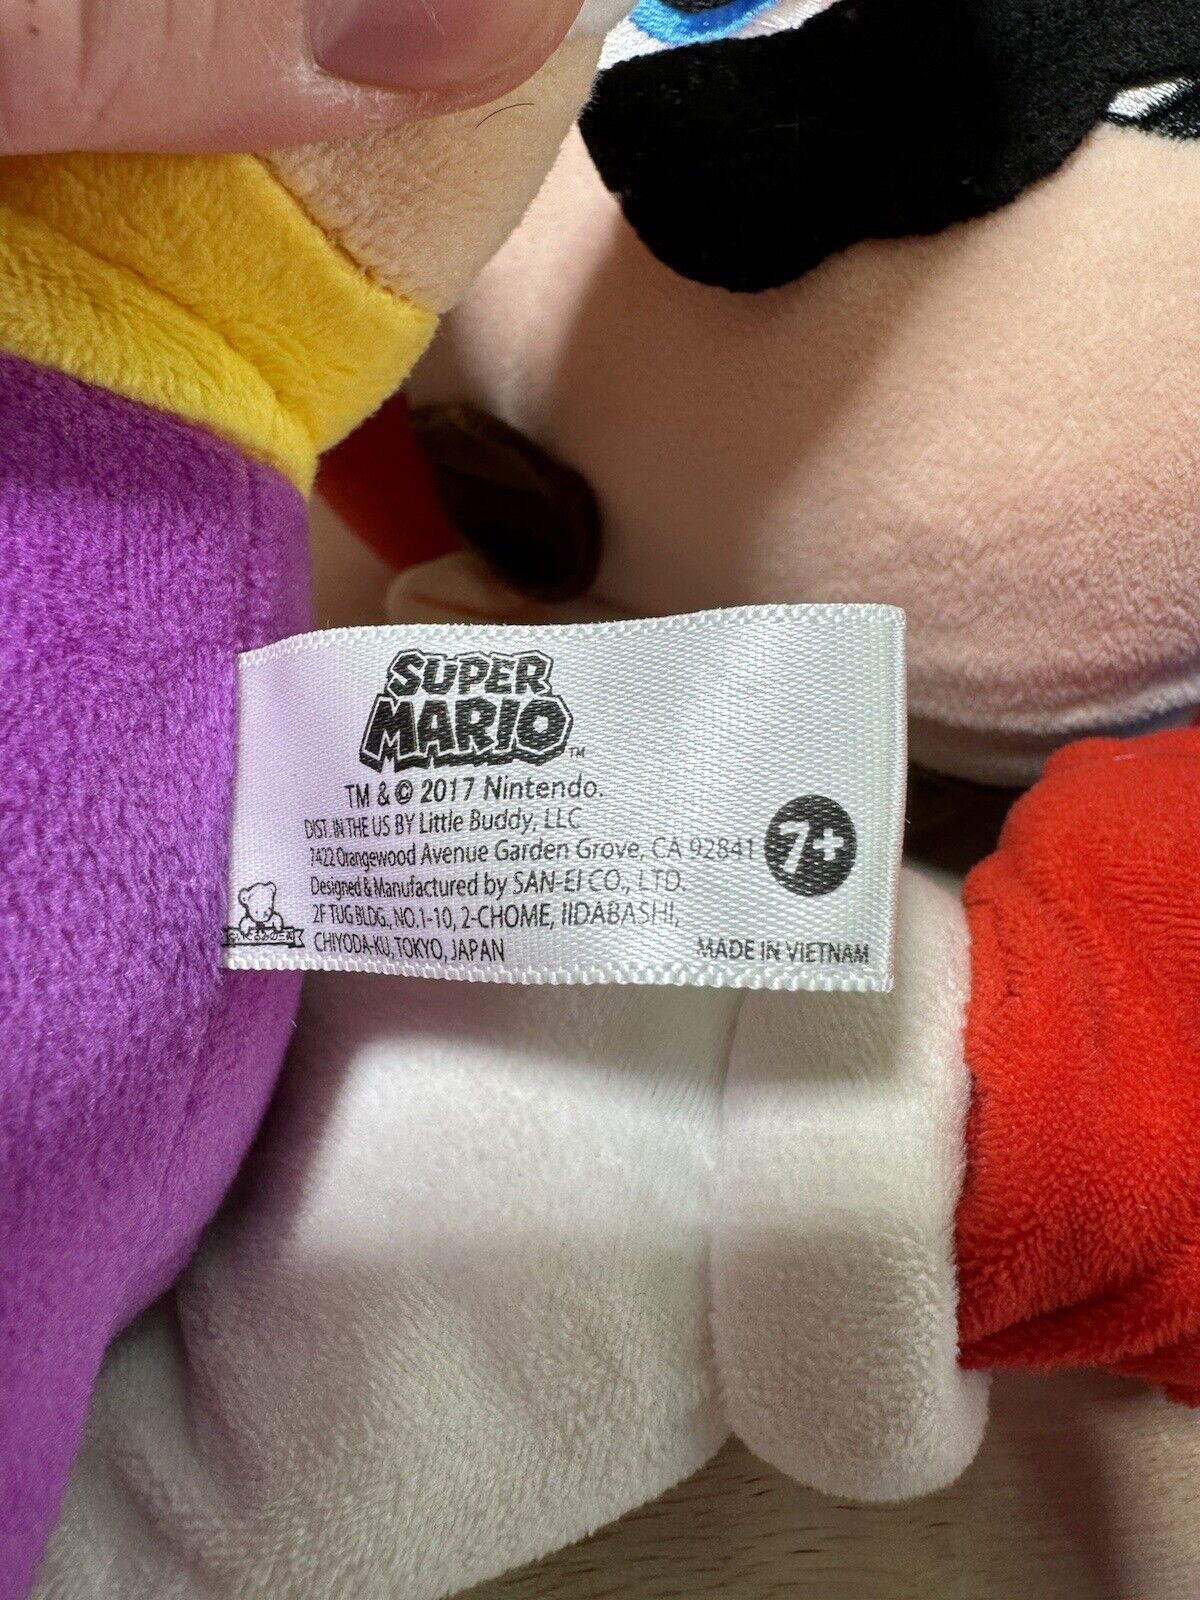 SUPER
MARIO™
TM & © 2017 Nintendo.
DIST. IN THE US BY Little Buddy, LLC
7422 Orangewood Avenue Garden Grove, CA 92841
7+
Designed & Manufactured by SAN-EI CO., LTD.
2F TUG BLDG., NO.1-10, 2-CHOME, IIDABASHI,
CHIYODA-KU, TOKYO, JAPAN
MADE IN VIETNAM